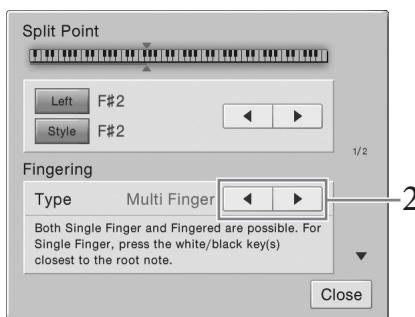 Split Point
Left F♯2
Style F♯2
1/2
Fingering
Type Multi Finger
2
Both Single Finger and Fingered are possible. For
Single Finger, press the white/black key(s)
closest to the root note.
Close